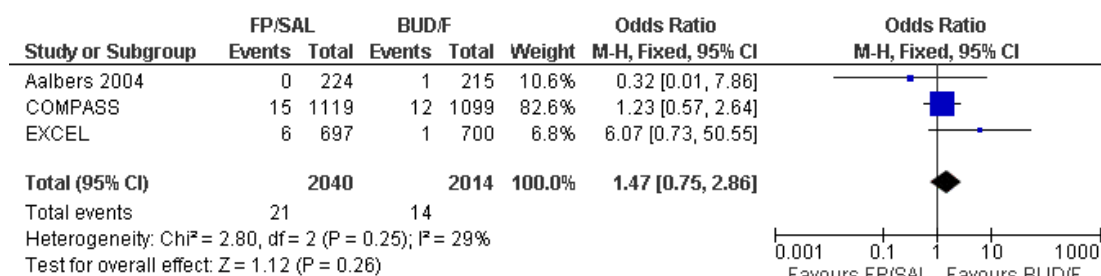 FP/SAL BUD/F Odds Ratio Odds Ratio
Study or Subgroup Events Total Events Total Weight M-H, Fixed, 95% CI M-H, Fixed, 95% CI
Aalbers 2004 0 224 1 215 10.6% 0.32 [0.01, 7.86]
COMPASS 15 1119 12 1099 82.6% 1.23 [0.57, 2.64]
EXCEL 6 697 1 700 6.8% 6.07 [0.73, 50.55]
Total (95% CI) 2040 2014 100.0% 1.47 [0.75, 2.86]
Total events 21 14
Heterogeneity: Chi² = 2.80, df = 2 (P = 0.25); I² = 29%
Test for overall effect: Z = 1.12 (P = 0.26)
0.001 0.1 1 10 1000
Favours FP/SAL Favours BUD/F